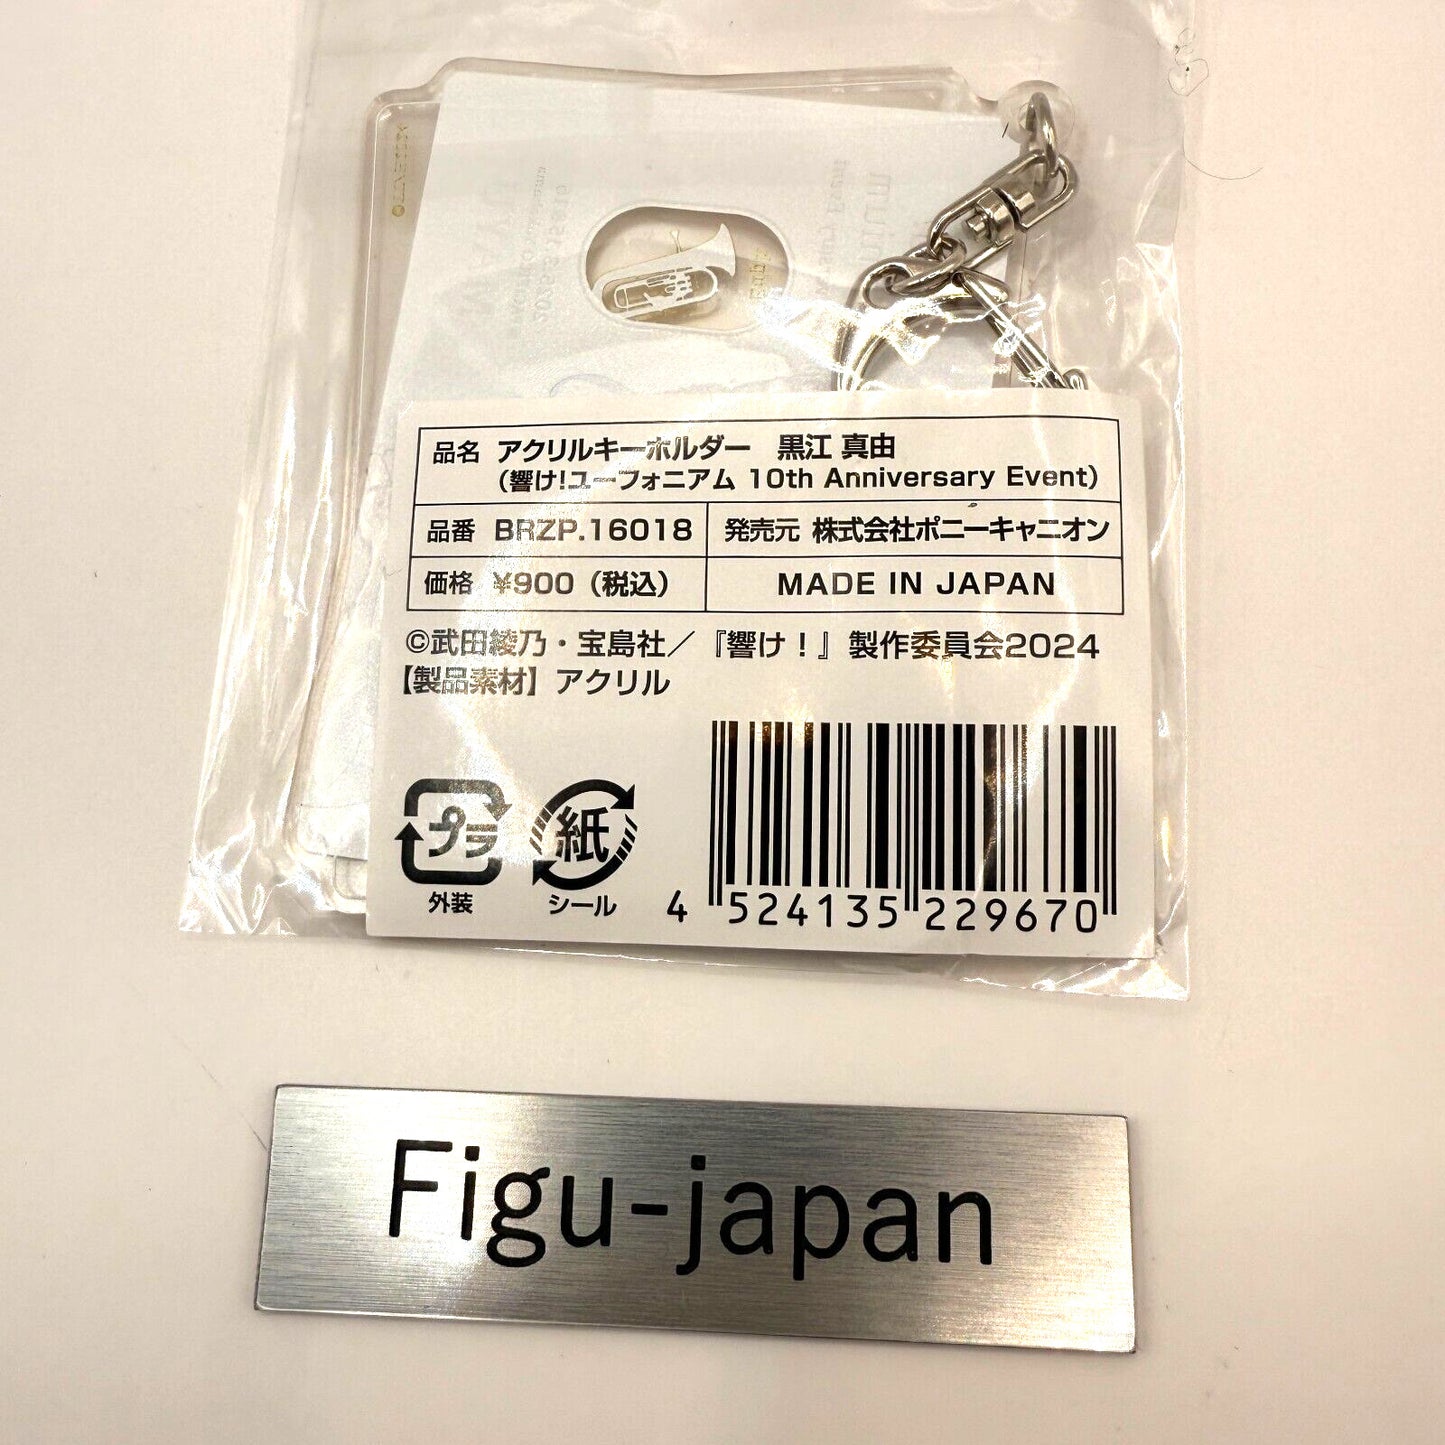 品名 アクリルキーホルダー 黒江 真由
(響け!ユーフォニアム 10th Anniversary Event)
品番 BRZP.16018 発売元 株式会社ポニーキャニオン
価格 ¥900（税込） MADE IN JAPAN
©武田綾乃・宝島社／『響け！』製作委員会2024
【製品素材】アクリル
プラ
外装
紙
シール
4 524135 229670
Figu-japan